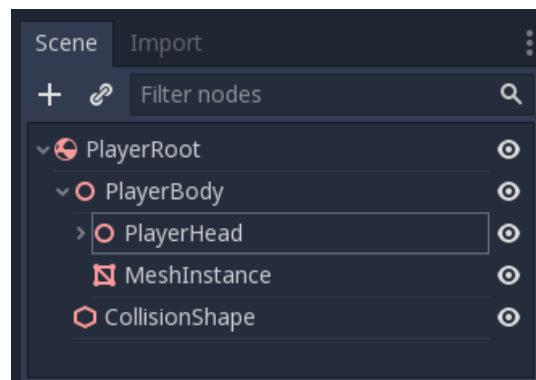 Scene Import
Filter nodes
PlayerRoot
PlayerBody
PlayerHead
MeshInstance
CollisionShape